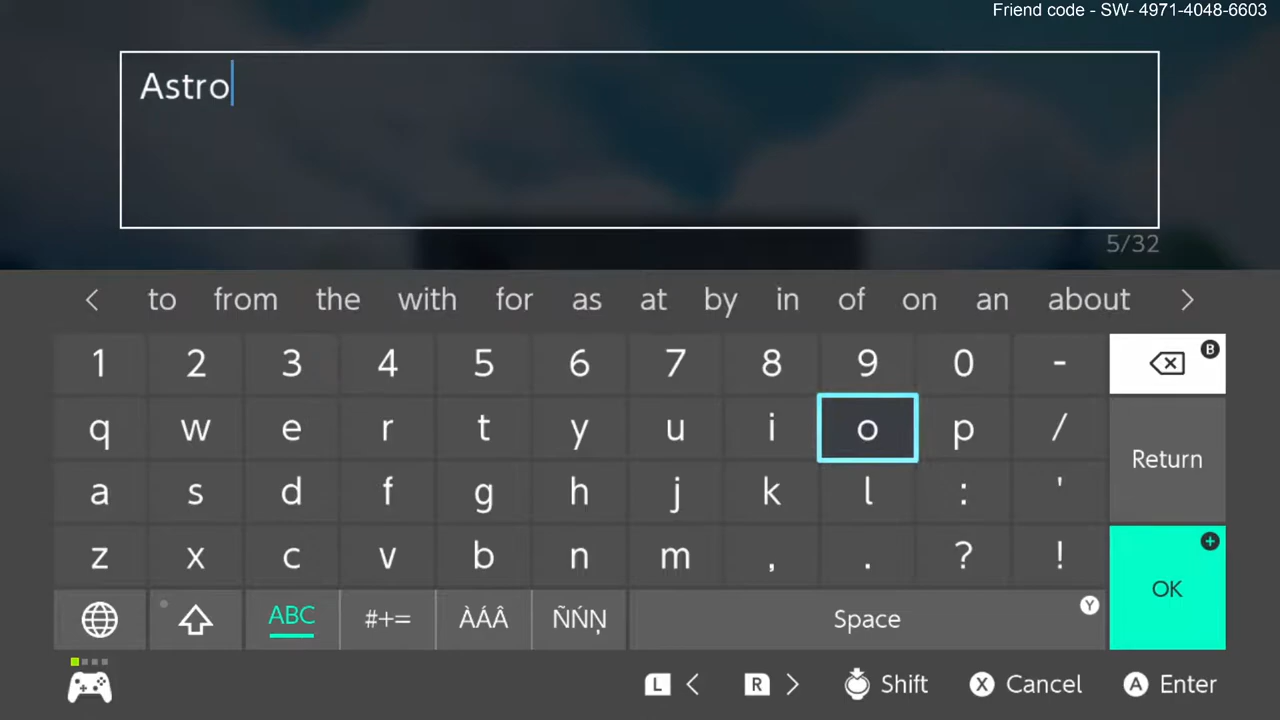 Friend code - SW- 4971-4048-6603
Astro
5/32
< to from the with for as at by in of on an about >
1 2 3 4 5 6 7 8 9 0 - B
q w e r t y u i o p / Return
a s d f g h j k l : '
z x c v b n m , . ? ! + OK
ABC #+= ÀÁÂ ÑŃŅ Space Y
L < R > Shift X Cancel A Enter